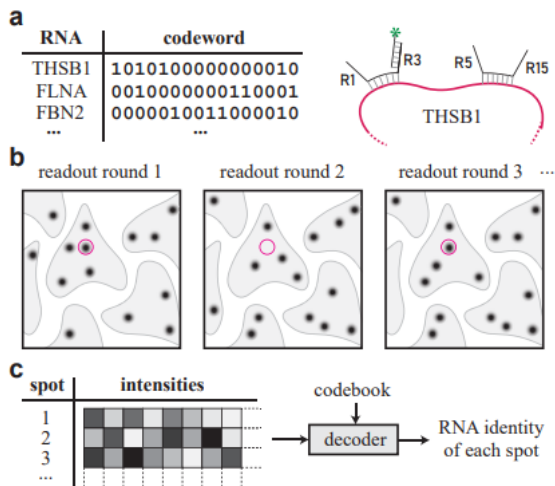 a
RNA codeword
THSB1 1010100000000010
FLNA 0010000000110001
FBN2 0000010011000010
... ...
*
R1 R3 R5 R15
THSB1
b
readout round 1 readout round 2 readout round 3 ...
c
spot intensities
1
2
3
...
codebook
decoder
RNA identity
of each spot